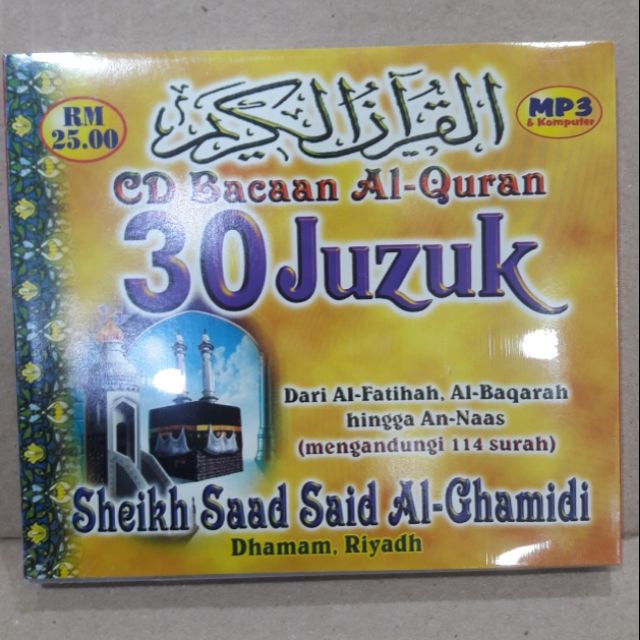 RM
25.00
القرآن الكريم
MP3
& Komputer
CD Bacaan Al-Quran
30 Juzuk
Dari Al-Fatihah, Al-Baqarah
hingga An-Naas
(mengandungi 114 surah)
Sheikh Saad Said Al-Ghamidi
Dhamam, Riyadh